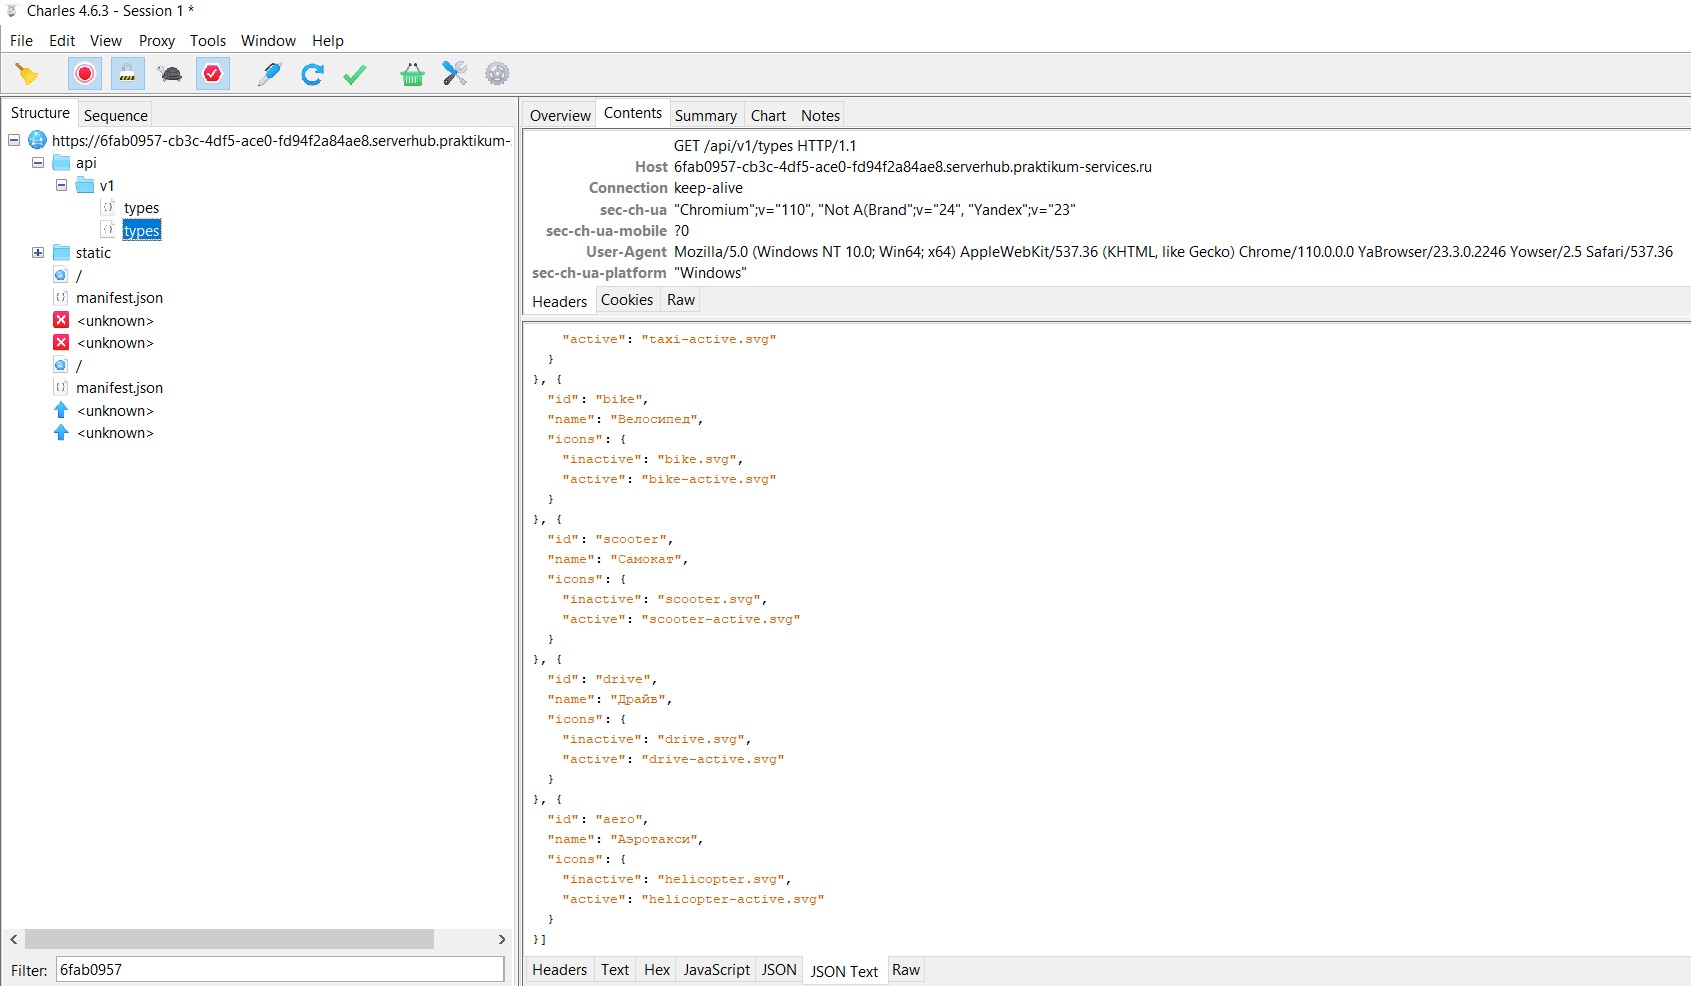 Charles 4.6.3 - Session 1 *
File Edit View Proxy Tools Window Help
Structure Sequence
https://6fab0957-cb3c-4df5-ace0-fd94f2a84ae8.serverhub.praktikum-
api
v1
types
types
static
/
manifest.json
<unknown>
<unknown>
/
manifest.json
<unknown>
<unknown>
Filter: 6fab0957
Overview Contents Summary Chart Notes
GET /api/v1/types HTTP/1.1
Host 6fab0957-cb3c-4df5-ace0-fd94f2a84ae8.serverhub.praktikum-services.ru
Connection keep-alive
sec-ch-ua "Chromium";v="110", "Not A(Brand";v="24", "Yandex";v="23"
sec-ch-ua-mobile ?0
User-Agent Mozilla/5.0 (Windows NT 10.0; Win64; x64) AppleWebKit/537.36 (KHTML, like Gecko) Chrome/110.0.0.0 YaBrowser/23.3.0.2246 Yowser/2.5 Safari/537.36
sec-ch-ua-platform "Windows"
Headers Cookies Raw
"active": "taxi-active.svg"
}
}, {
"id": "bike",
"name": "Велосипед",
"icons": {
"inactive": "bike.svg",
"active": "bike-active.svg"
}
}, {
"id": "scooter",
"name": "Самокат",
"icons": {
"inactive": "scooter.svg",
"active": "scooter-active.svg"
}
}, {
"id": "drive",
"name": "Драйв",
"icons": {
"inactive": "drive.svg",
"active": "drive-active.svg"
}
}, {
"id": "aero",
"name": "Аэротакси",
"icons": {
"inactive": "helicopter.svg",
"active": "helicopter-active.svg"
}
}]
Headers Text Hex JavaScript JSON JSON Text Raw